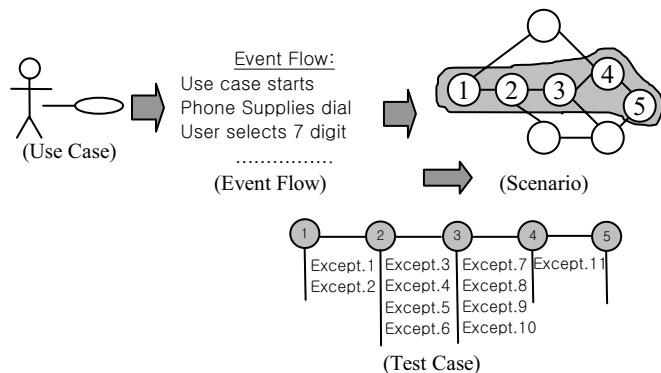 Event Flow:
Use case starts
Phone Supplies dial
User selects 7 digit
................
(Use Case)
(Event Flow)
1
2
3
4
5
(Scenario)
1
2
3
4
5
Except.1
Except.2
Except.3
Except.4
Except.5
Except.6
Except.7
Except.8
Except.9
Except.10
Except.11
(Test Case)